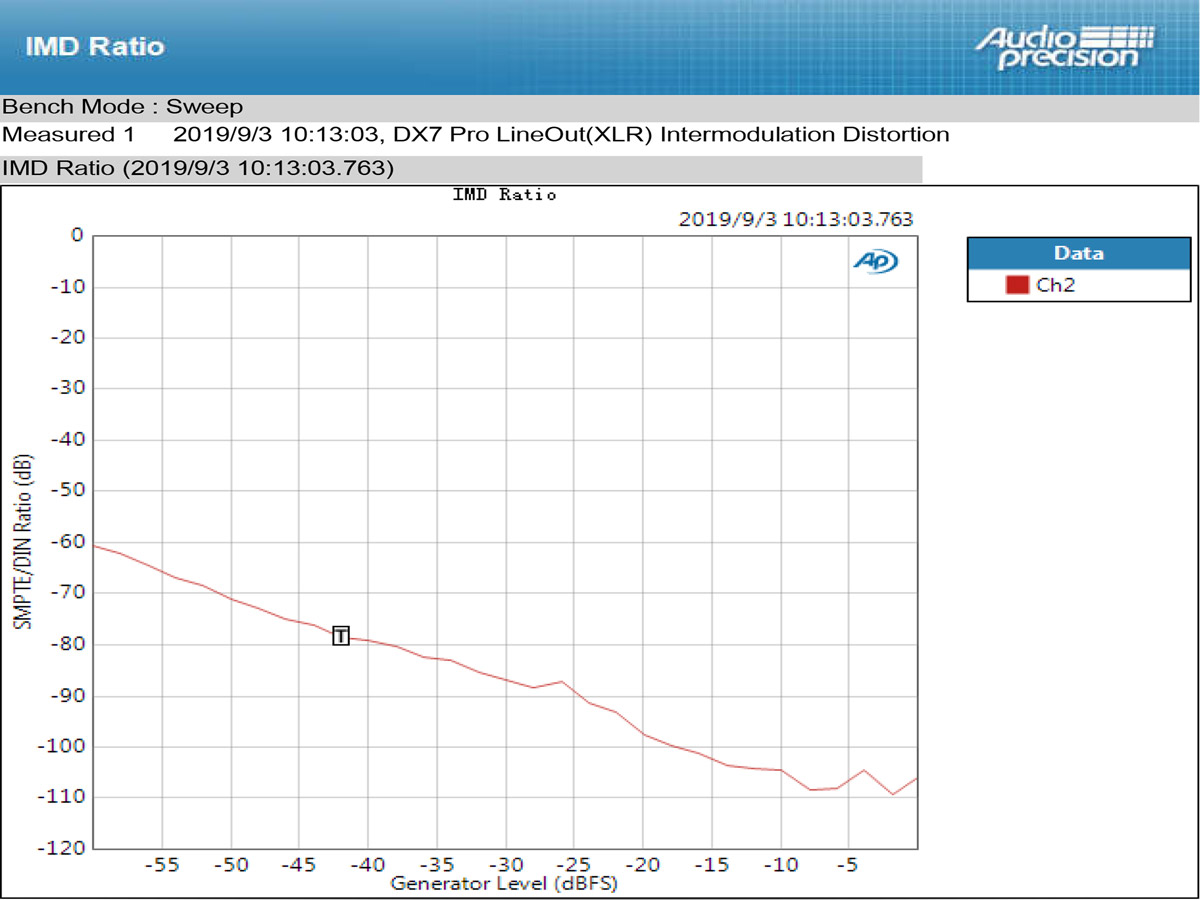 IMD Ratio
Audio precision
Bench Mode : Sweep
Measured 1 2019/9/3 10:13:03, DX7 Pro LineOut(XLR) Intermodulation Distortion
IMD Ratio (2019/9/3 10:13:03.763)
IMD Ratio
2019/9/3 10:13:03.763
AP
Data
Ch2
0
-10
-20
-30
-40
-50
-60
-70
-80
-90
-100
-110
-120
SMPTE/DIN Ratio (dB)
T
-55 -50 -45 -40 -35 -30 -25 -20 -15 -10 -5
Generator Level (dBFS)